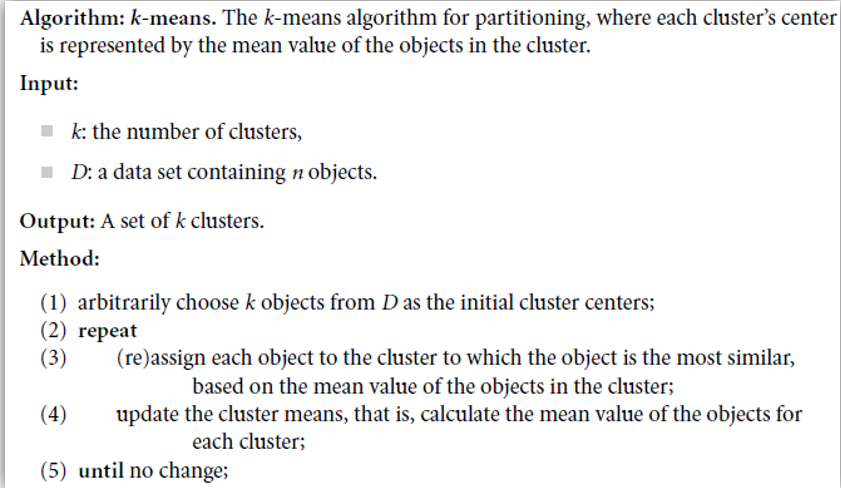 Algorithm: k-means. The k-means algorithm for partitioning, where each cluster's center
is represented by the mean value of the objects in the cluster.
Input:
k: the number of clusters,
D: a data set containing n objects.
Output: A set of k clusters.
Method:
(1) arbitrarily choose k objects from D as the initial cluster centers;
(2) repeat
(3) (re)assign each object to the cluster to which the object is the most similar,
based on the mean value of the objects in the cluster;
(4) update the cluster means, that is, calculate the mean value of the objects for
each cluster;
(5) until no change;